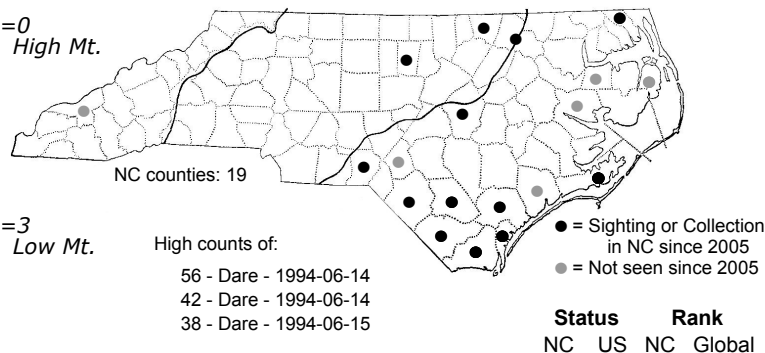 =0
High Mt.
NC counties: 19
=3
Low Mt.
High counts of:
56 - Dare - 1994-06-14
42 - Dare - 1994-06-14
38 - Dare - 1994-06-15
= Sighting or Collection
in NC since 2005
= Not seen since 2005
Status Rank
NC US NC Global